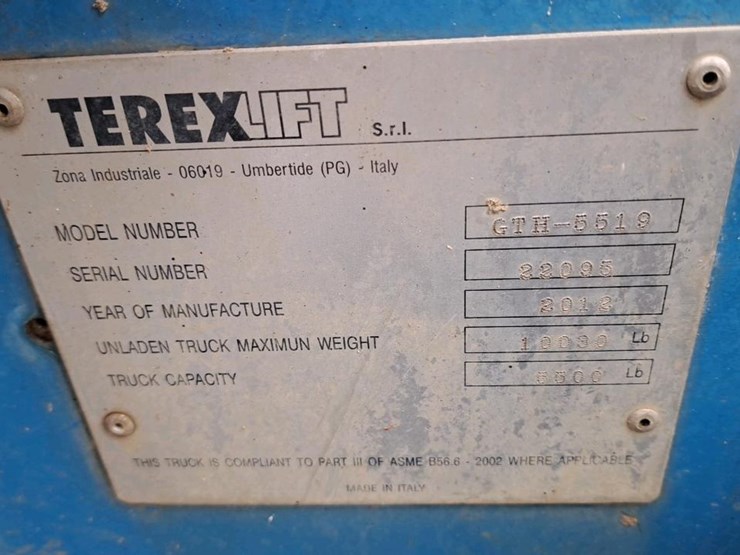 TEREXLIFT S.r.l.
Zona Industriale - 06019 - Umbertide (PG) - Italy
MODEL NUMBER GTH-5519
SERIAL NUMBER 22095
YEAR OF MANUFACTURE 2012
UNLADEN TRUCK MAXIMUN WEIGHT Lb
TRUCK CAPACITY 5500 Lb
THIS TRUCK IS COMPLIANT TO PART III OF ASME B56.6 - 2002 WHERE APPLICABLE
MADE IN ITALY